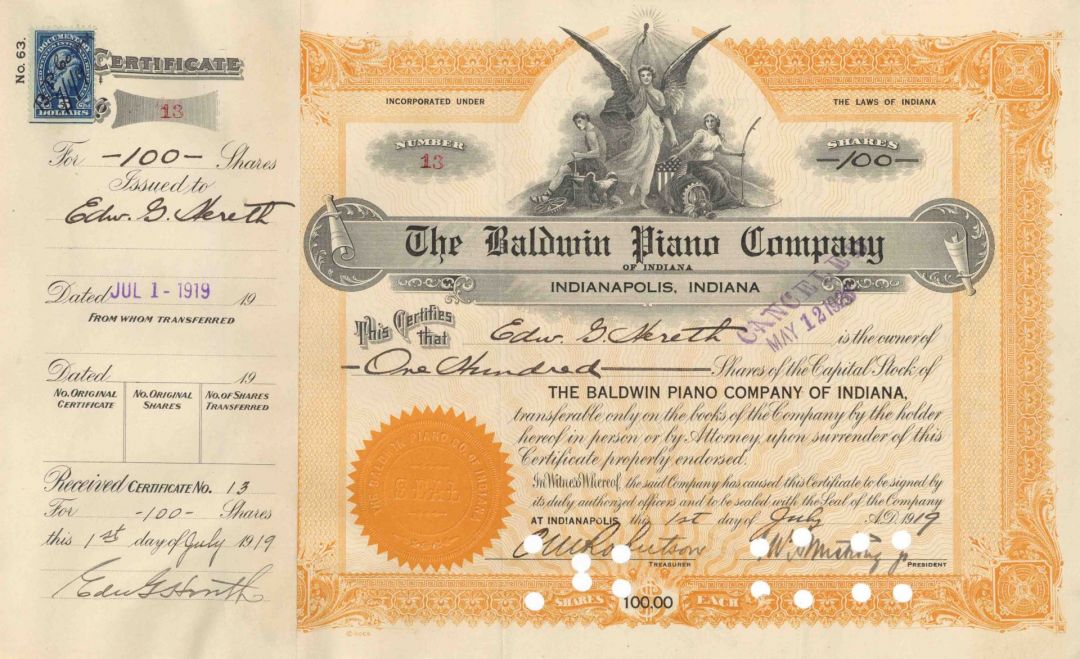 No. 63.
DOCUMENTARY
DOLLARS
CERTIFICATE
13
For -100- Shares
Issued to
Edw. G. Nereth
Dated JUL 1 - 1919 19
FROM WHOM TRANSFERRED
Dated 19
No. ORIGINAL CERTIFICATE
No. ORIGINAL SHARES
No. OF SHARES TRANSFERRED
Received CERTIFICATE No. 13
For -100- Shares
this 1st day of July 1919
INCORPORATED UNDER
THE LAWS OF INDIANA
NUMBER
13
SHARES
-100-
The Baldwin Piano Company
OF INDIANA
INDIANAPOLIS, INDIANA
CANCELED
MAY 12
This Certifies that Edw. G. Nereth is the owner of
-One Hundred- Shares of the Capital Stock of
THE BALDWIN PIANO COMPANY OF INDIANA,
transferable only on the books of the Company by the holder
hereof in person or by Attorney, upon surrender of this
Certificate properly endorsed.
In Witness Whereof, the said Company has caused this Certificate to be signed by
its duly authorized officers and to be sealed with the Seal of the Company
AT INDIANAPOLIS this 1st day of July A.D. 1919
THE BALDWIN PIANO CO. OF INDIANA
SEAL
TREASURER
PRESIDENT
SHARES 100.00 EACH
©GOES